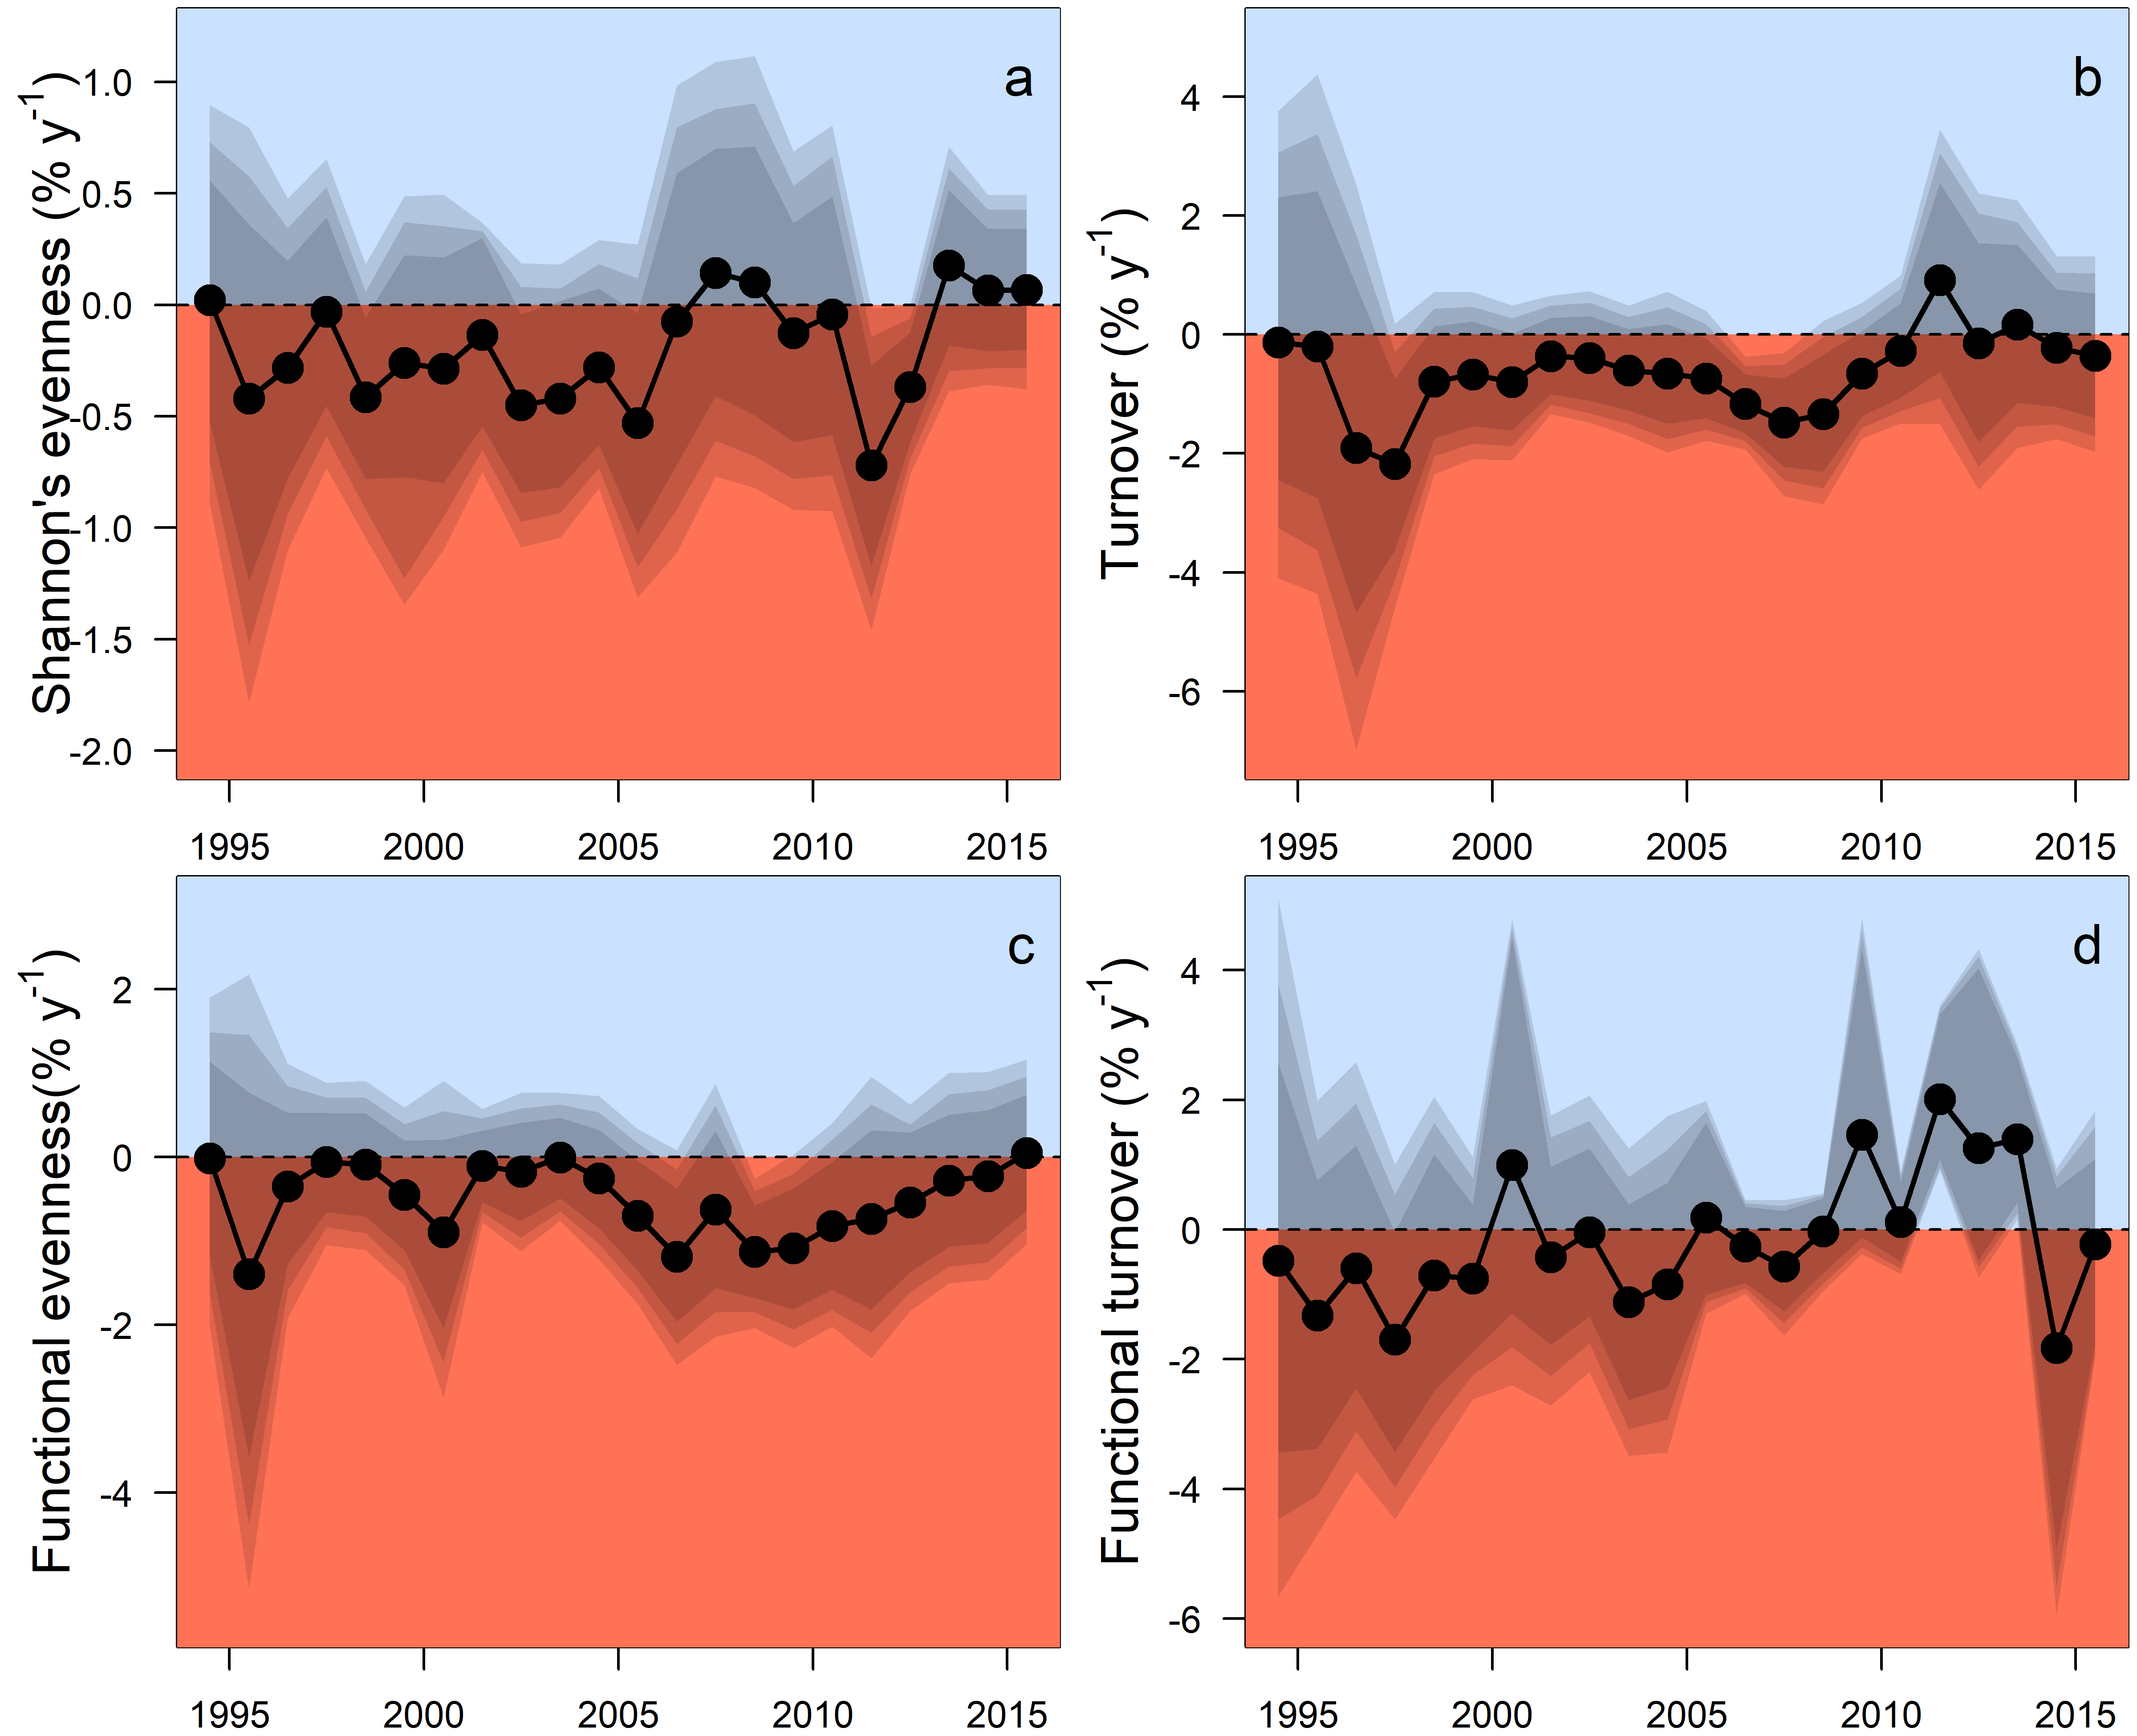 Shannon's evenness (% y-1)
1.0
0.5
0.0
-0.5
-1.0
-1.5
-2.0
a
1995 2000 2005 2010 2015
Turnover (% y-1)
4
2
0
-2
-4
-6
b
1995 2000 2005 2010 2015
Functional evenness(% y-1)
2
0
-2
-4
c
1995 2000 2005 2010 2015
Functional turnover (% y-1)
4
2
0
-2
-4
-6
d
1995 2000 2005 2010 2015